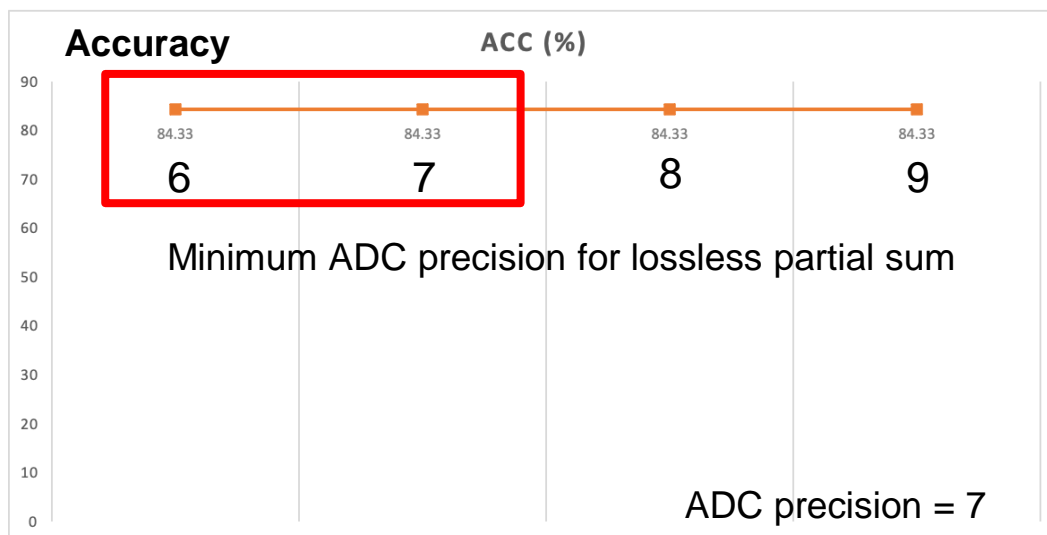 Accuracy
ACC (%)
90
80
70
60
50
40
30
20
10
0
84.33 84.33 84.33 84.33
6 7 8 9
Minimum ADC precision for lossless partial sum
ADC precision = 7